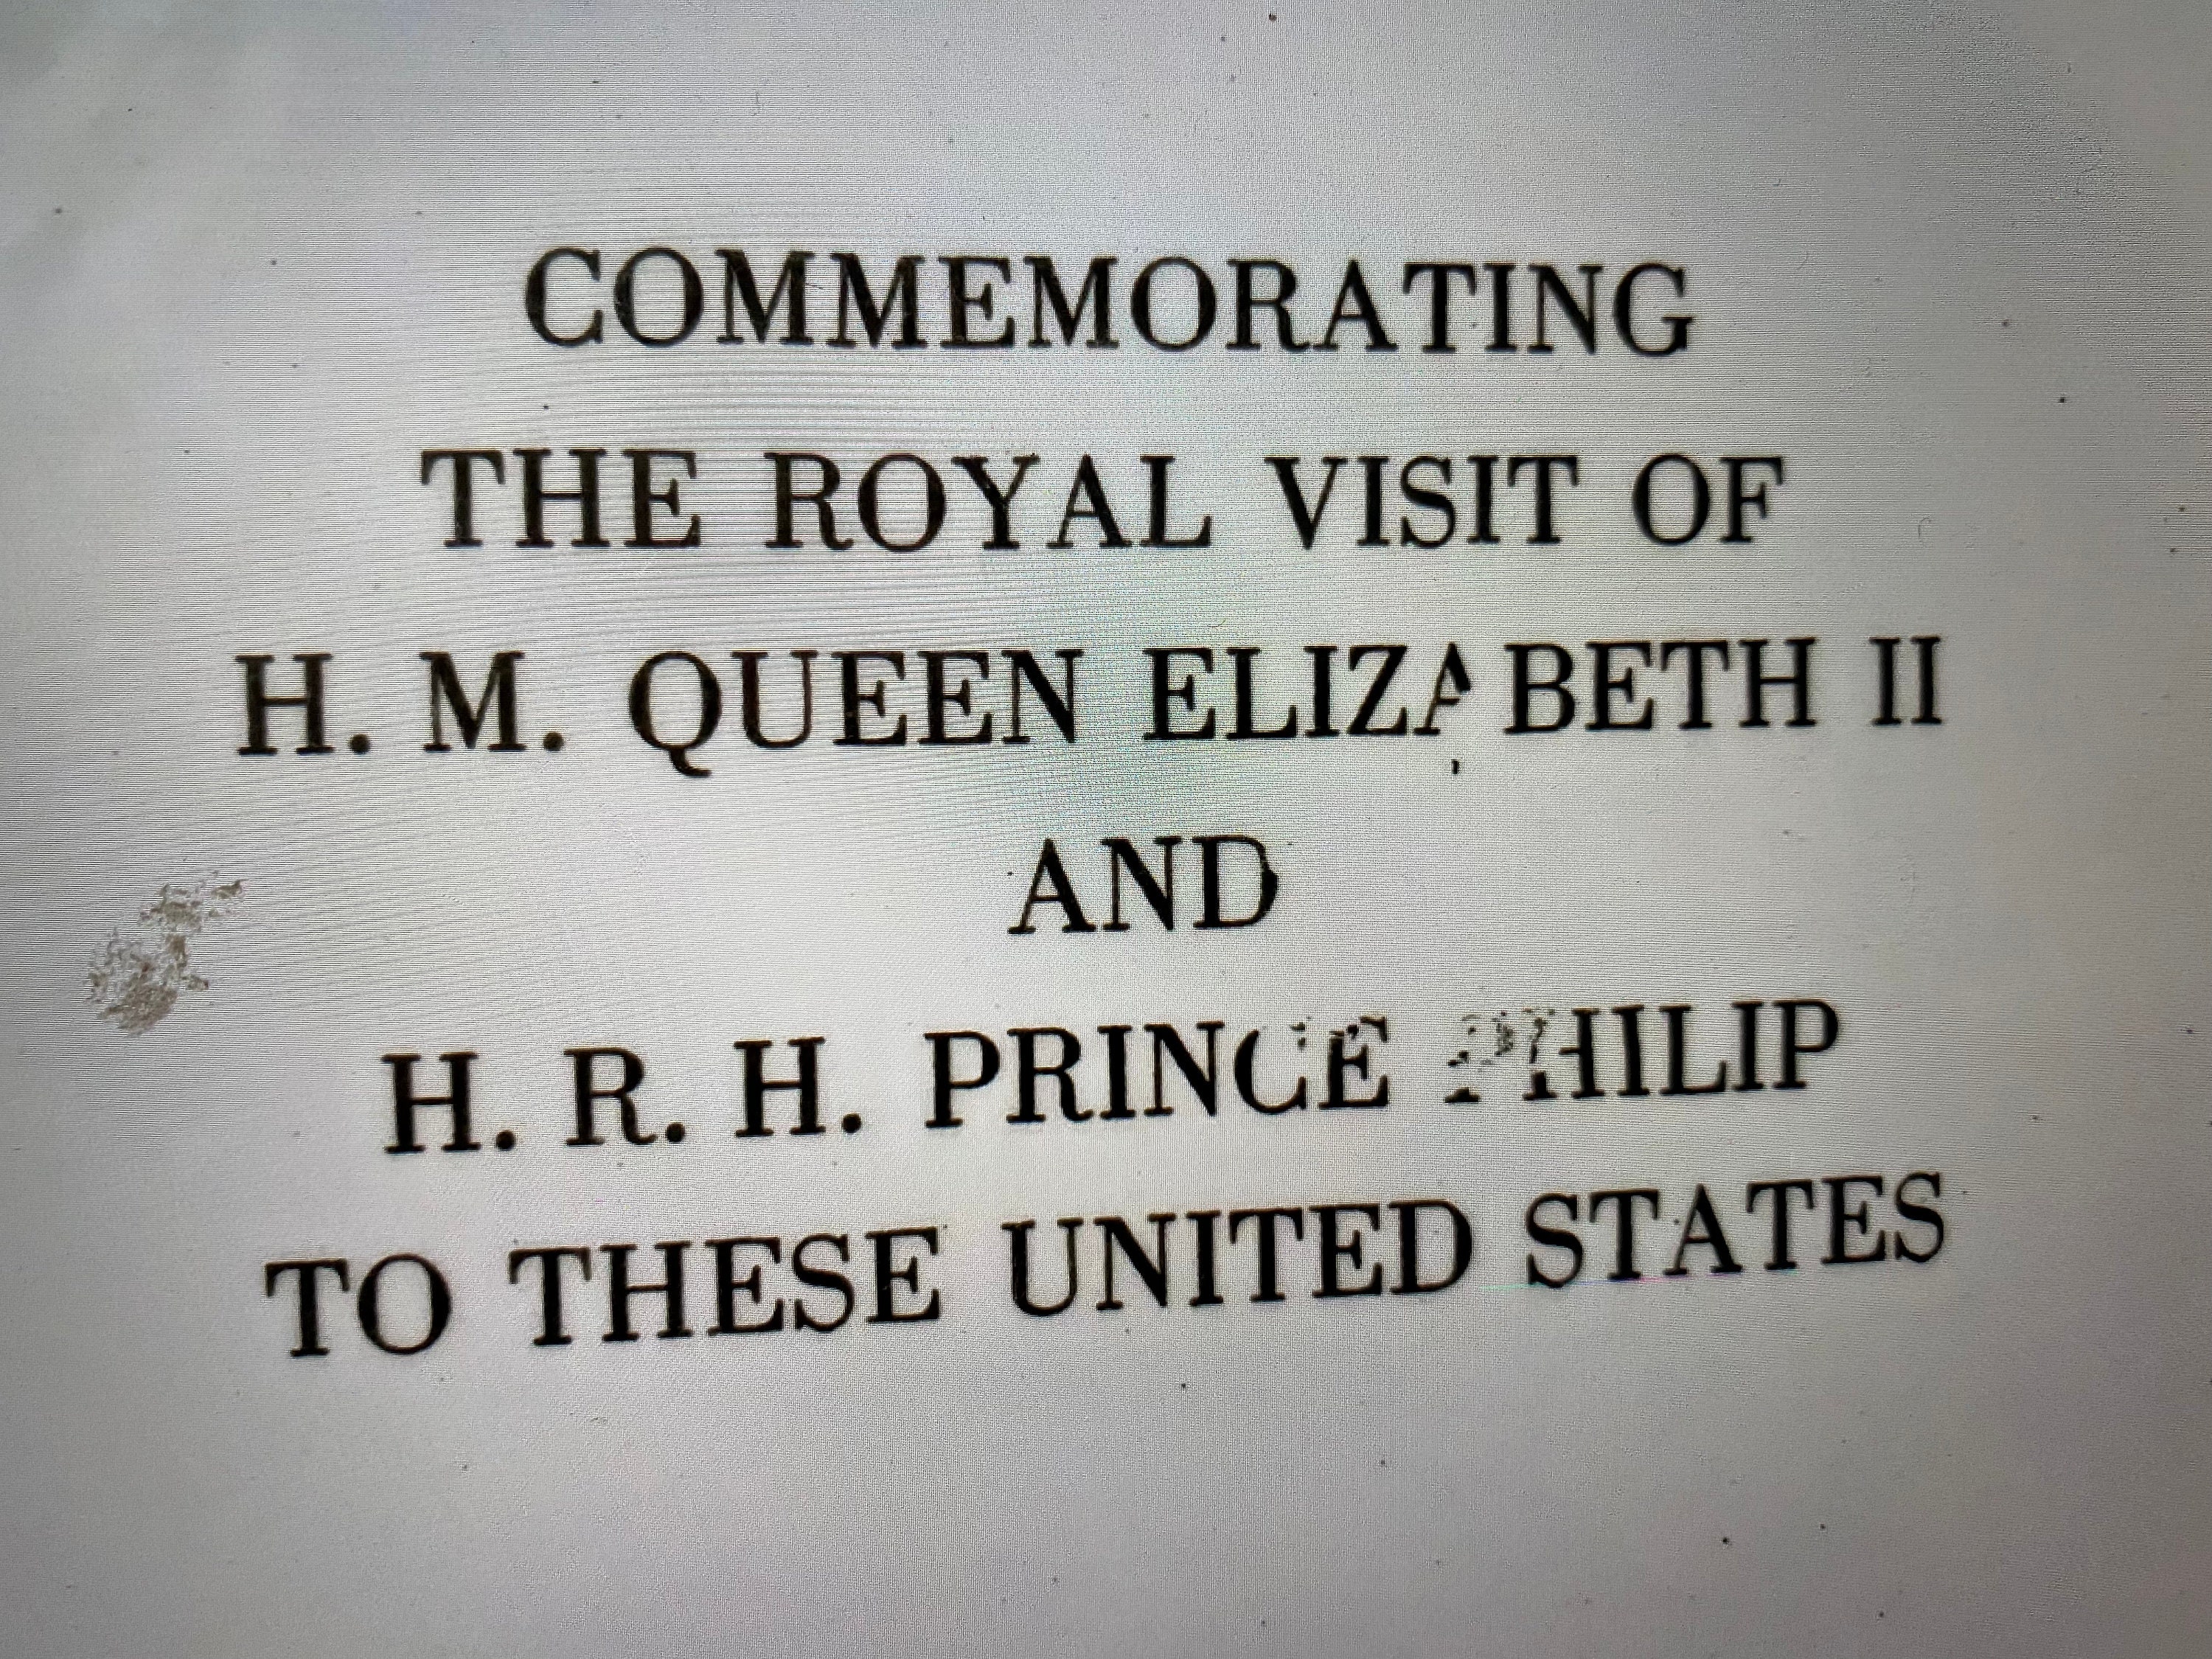 COMMEMORATING
THE ROYAL VISIT OF
H. M. QUEEN ELIZABETH II
AND
H. R. H. PRINCE PHILIP
TO THESE UNITED STATES